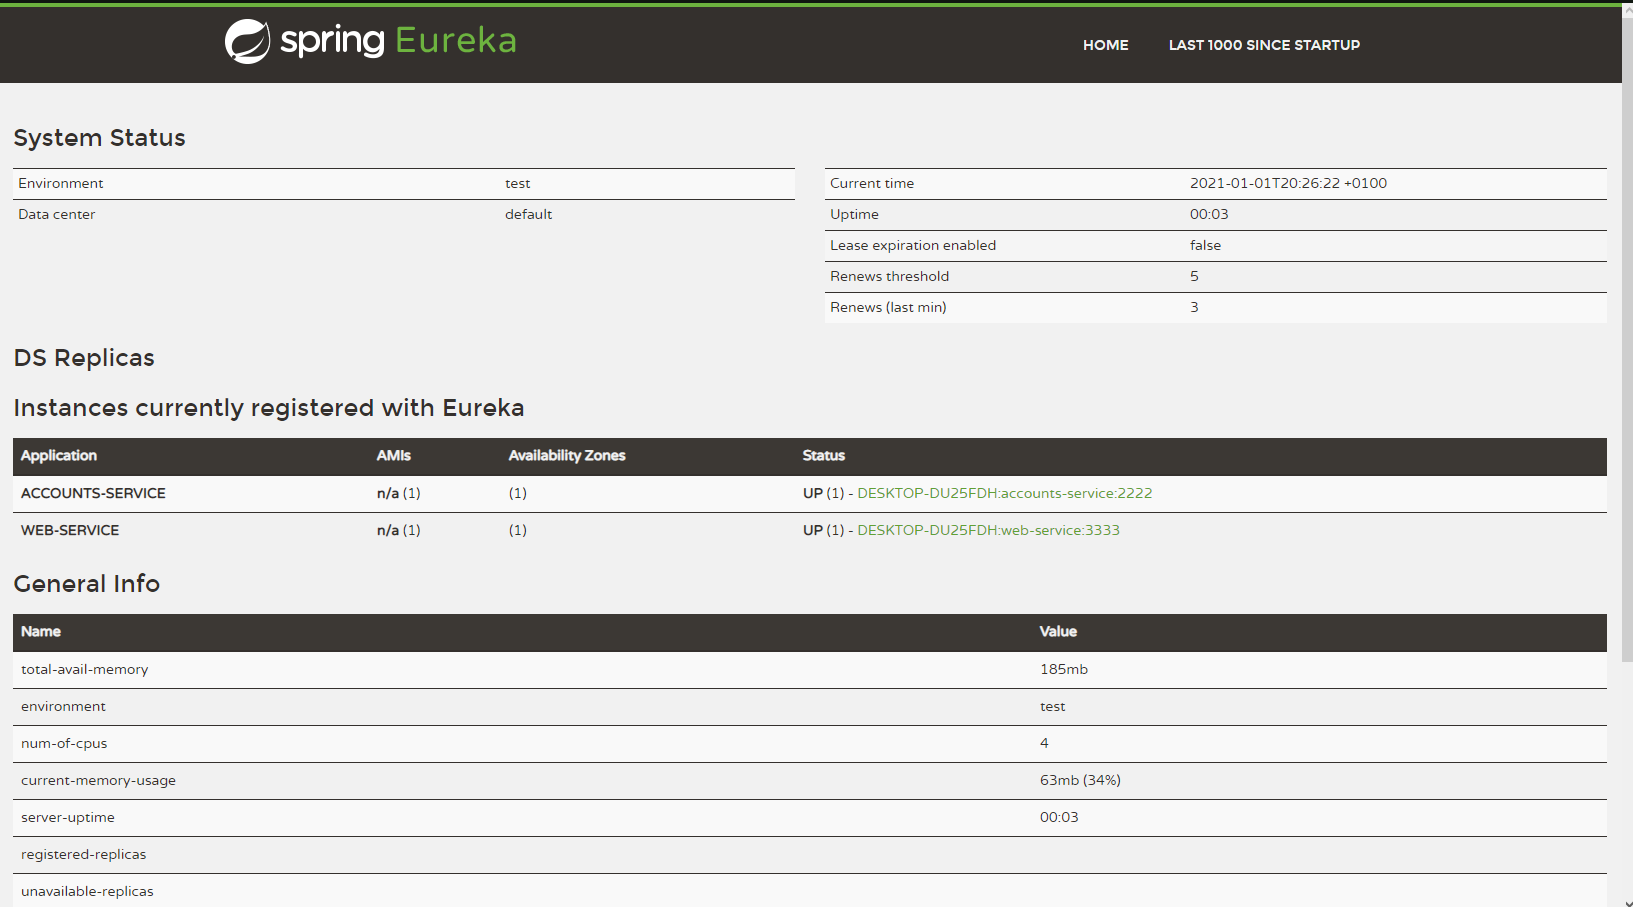 spring Eureka
HOME LAST 1000 SINCE STARTUP
System Status
Environment test
Data center default
Current time 2021-01-01T20:26:22 +0100
Uptime 00:03
Lease expiration enabled false
Renews threshold 5
Renews (last min) 3
DS Replicas
Instances currently registered with Eureka
Application AMIs Availability Zones Status
ACCOUNTS-SERVICE n/a (1) (1) UP (1) - DESKTOP-DU25FDH:accounts-service:2222
WEB-SERVICE n/a (1) (1) UP (1) - DESKTOP-DU25FDH:web-service:3333
General Info
Name Value
total-avail-memory 185mb
environment test
num-of-cpus 4
current-memory-usage 63mb (34%)
server-uptime 00:03
registered-replicas
unavailable-replicas